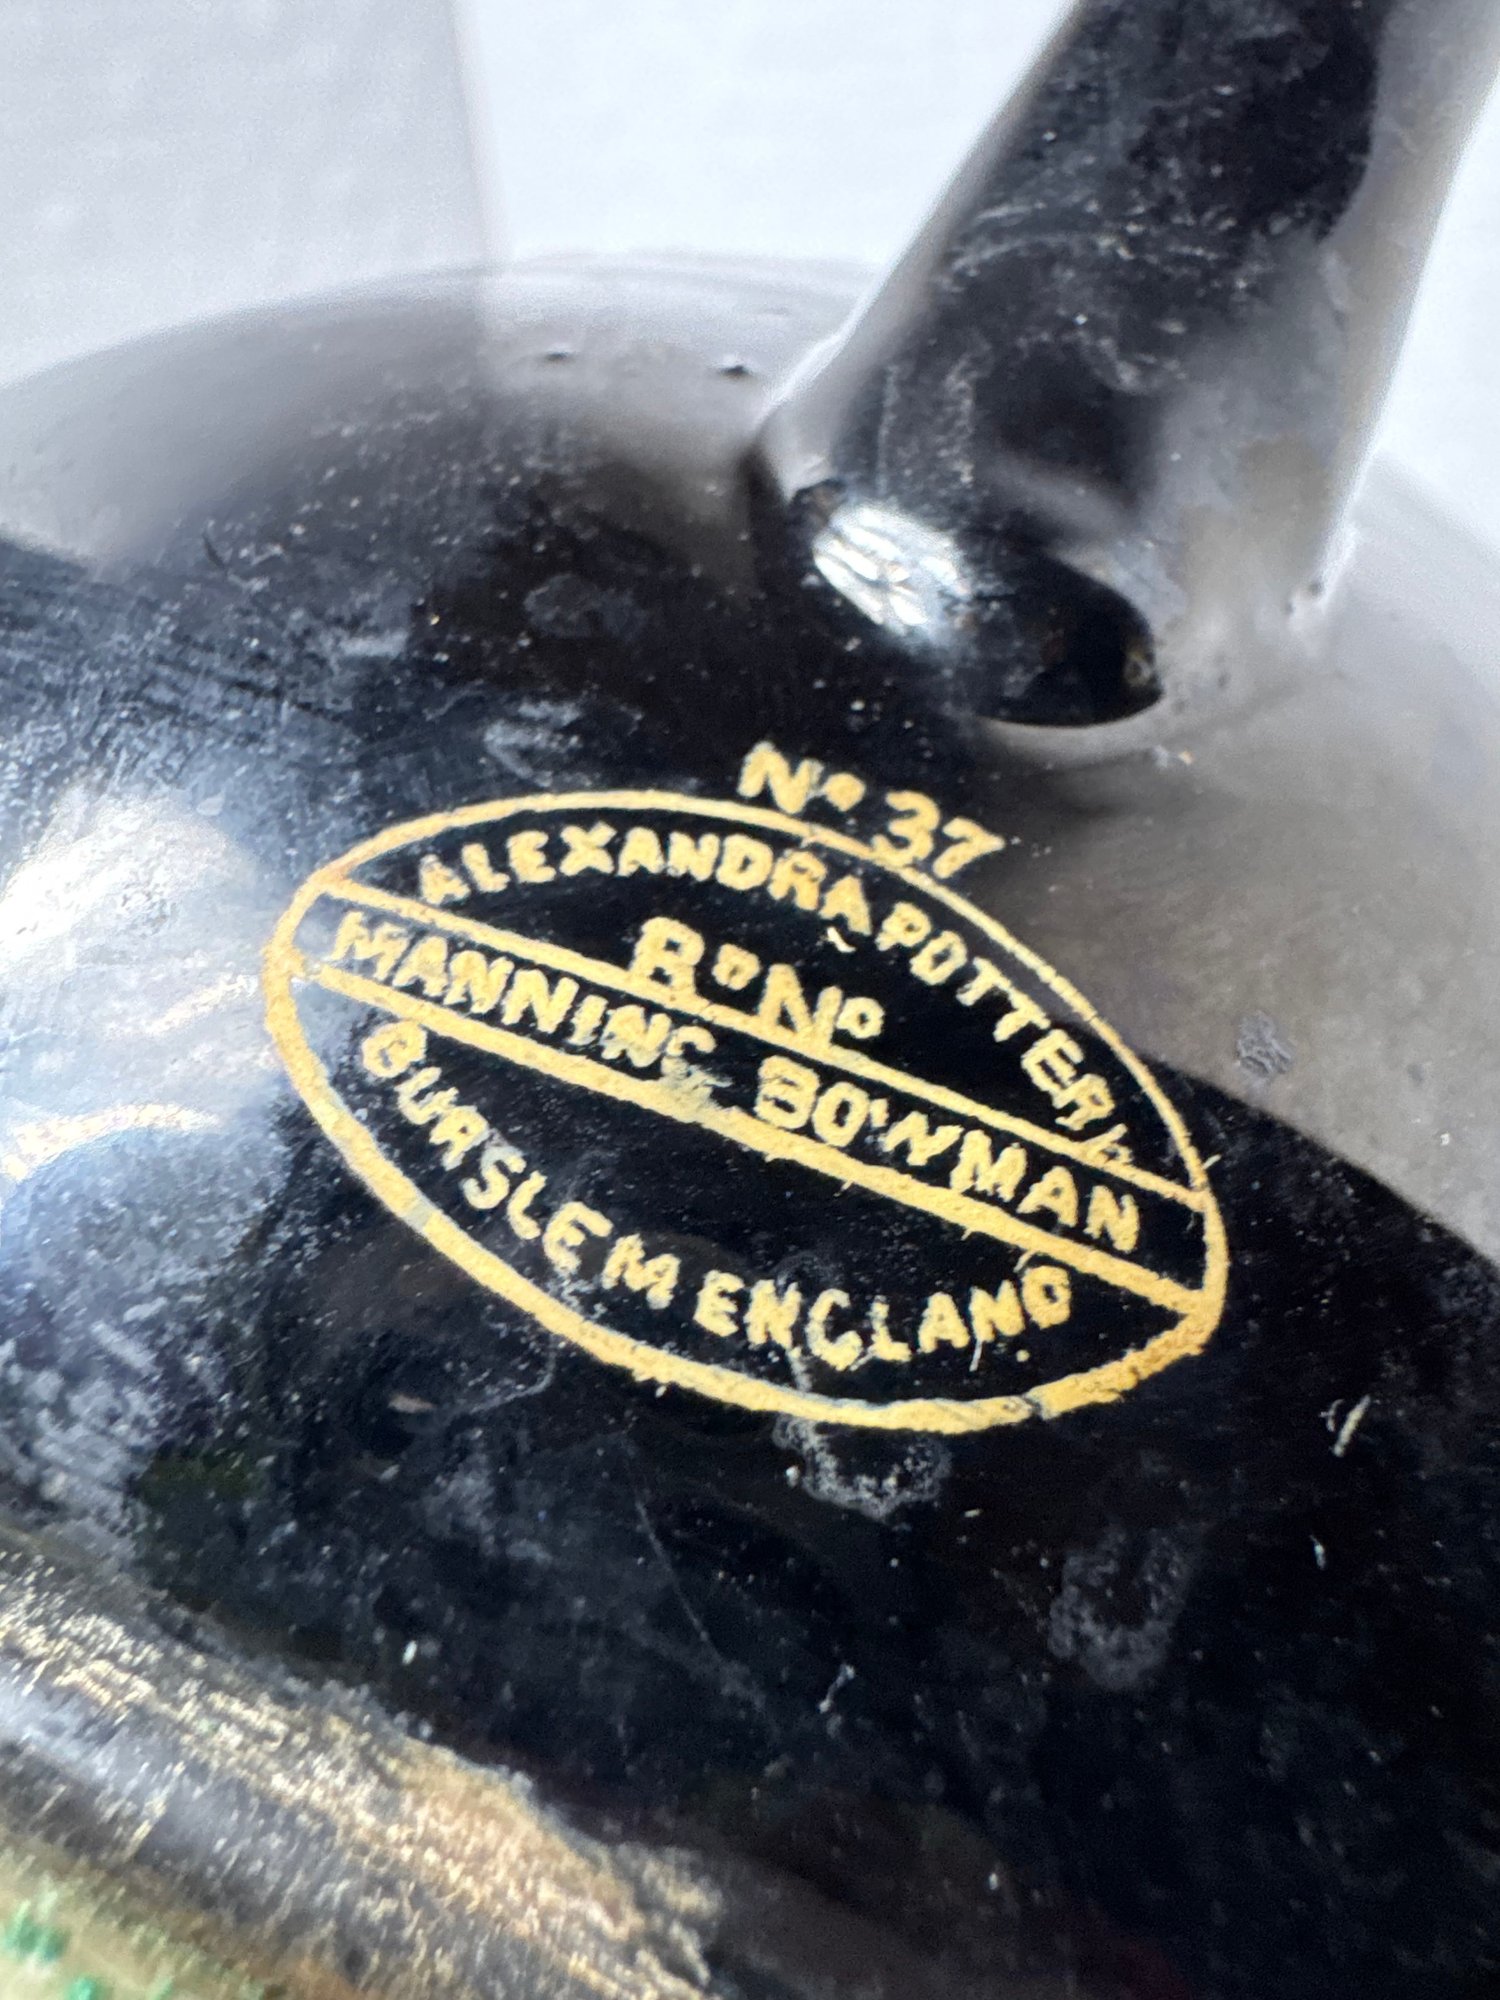 Nº 37
ALEXANDRA POTTERY
RD Nº
MANNING BOWMAN
BURSLEM ENGLAND